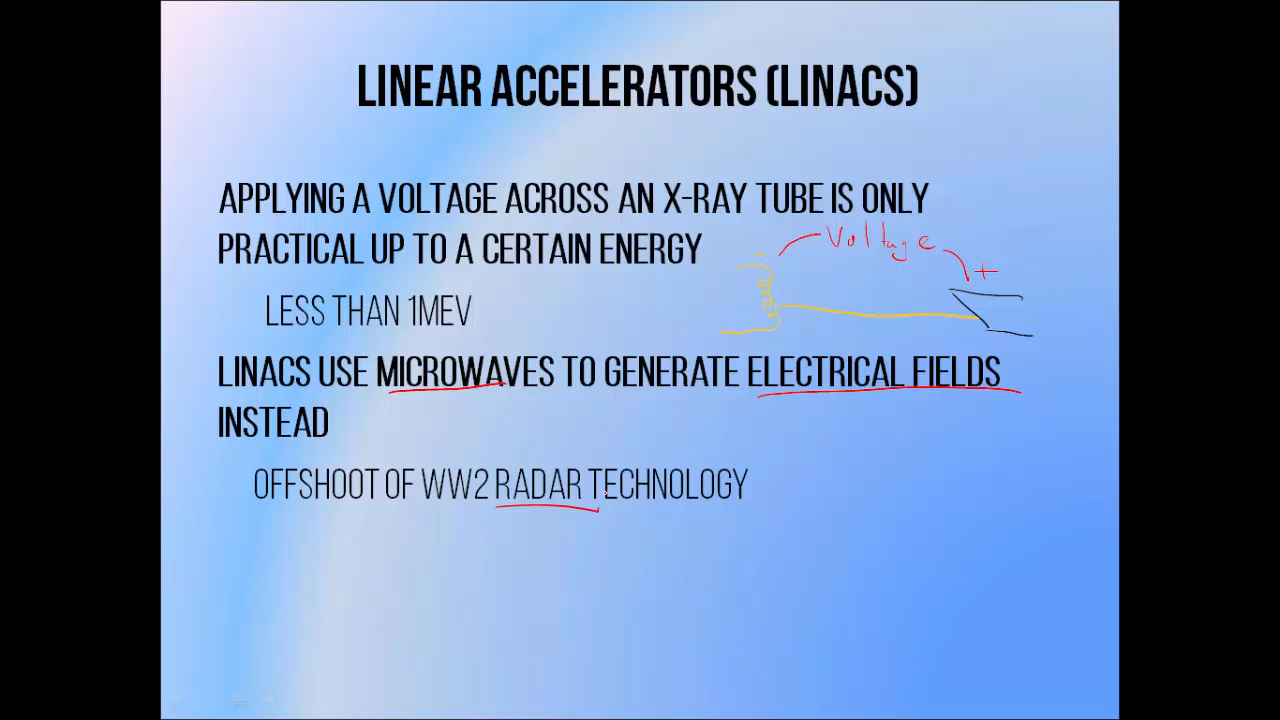 LINEAR ACCELERATORS (LINACS)
APPLYING A VOLTAGE ACROSS AN X-RAY TUBE IS ONLY
PRACTICAL UP TO A CERTAIN ENERGY
Voltage
- +
LESS THAN 1MEV
LINACS USE MICROWAVES TO GENERATE ELECTRICAL FIELDS
INSTEAD
OFFSHOOT OF WW2 RADAR TECHNOLOGY